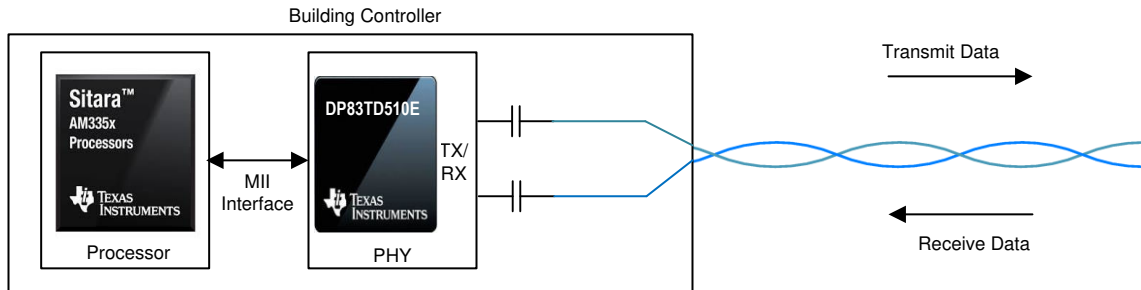 Building Controller
Sitara™
AM335x
Processors
TEXAS
INSTRUMENTS
Processor
MII
Interface
DP83TD510E
TX/
RX
TEXAS
INSTRUMENTS
PHY
Transmit Data
Receive Data